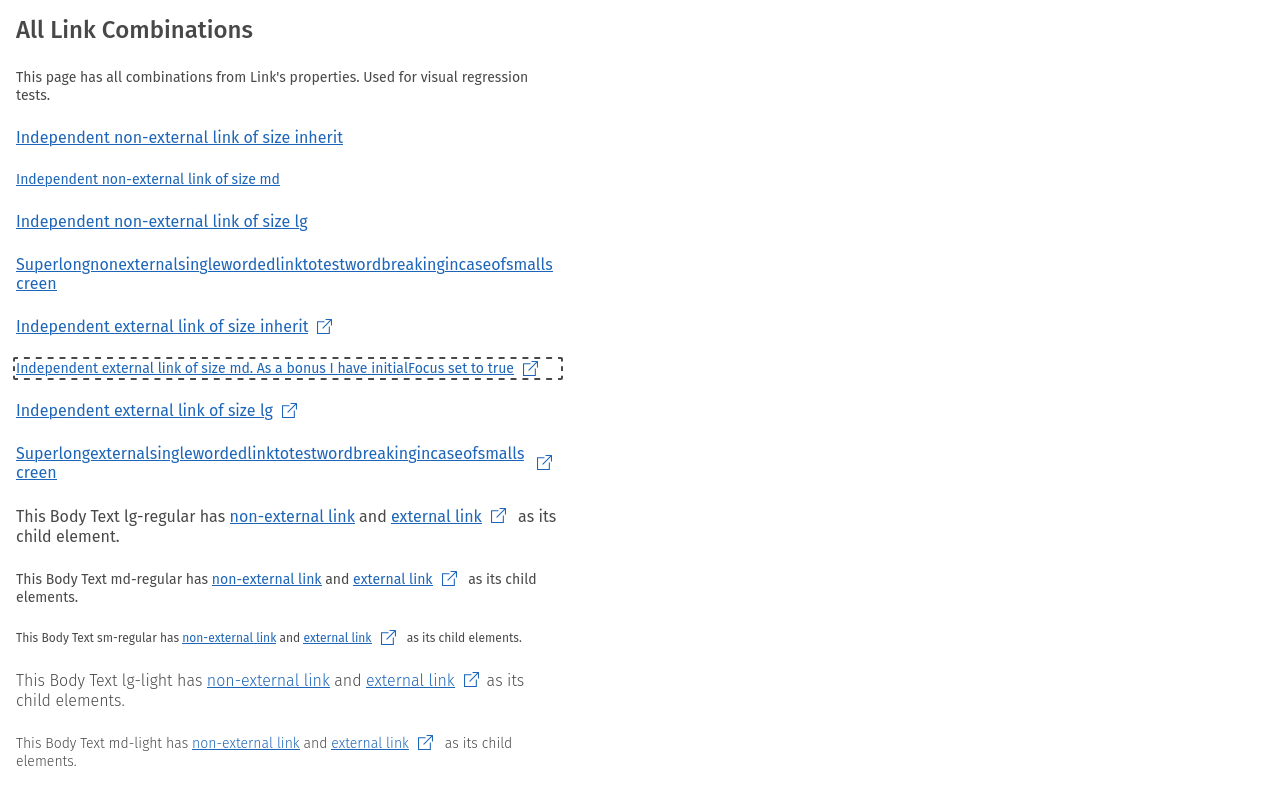 All Link Combinations
This page has all combinations from Link's properties. Used for visual regression
tests.
Independent non-external link of size inherit
Independent non-external link of size md
Independent non-external link of size lg
Superlongnonexternalsinglewordedlinktotestwordbreakingincaseofsmalls
creen
Independent external link of size inherit
Independent external link of size md. As a bonus I have initialFocus set to true
Independent external link of size lg
Superlongexternalsinglewordedlinktotestwordbreakingincaseofsmalls
creen
This Body Text lg-regular has non-external link and external link as its
child element.
This Body Text md-regular has non-external link and external link as its child
elements.
This Body Text sm-regular has non-external link and external link as its child elements.
This Body Text lg-light has non-external link and external link as its
child elements.
This Body Text md-light has non-external link and external link as its child
elements.